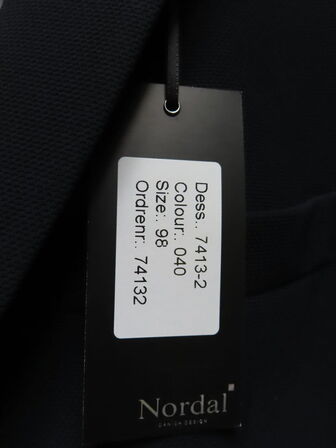 Dess.. 7413-2
Colour:. 040
Size:. 98
Ordrenr:. 74132
Nordal
DANISH DESIGN